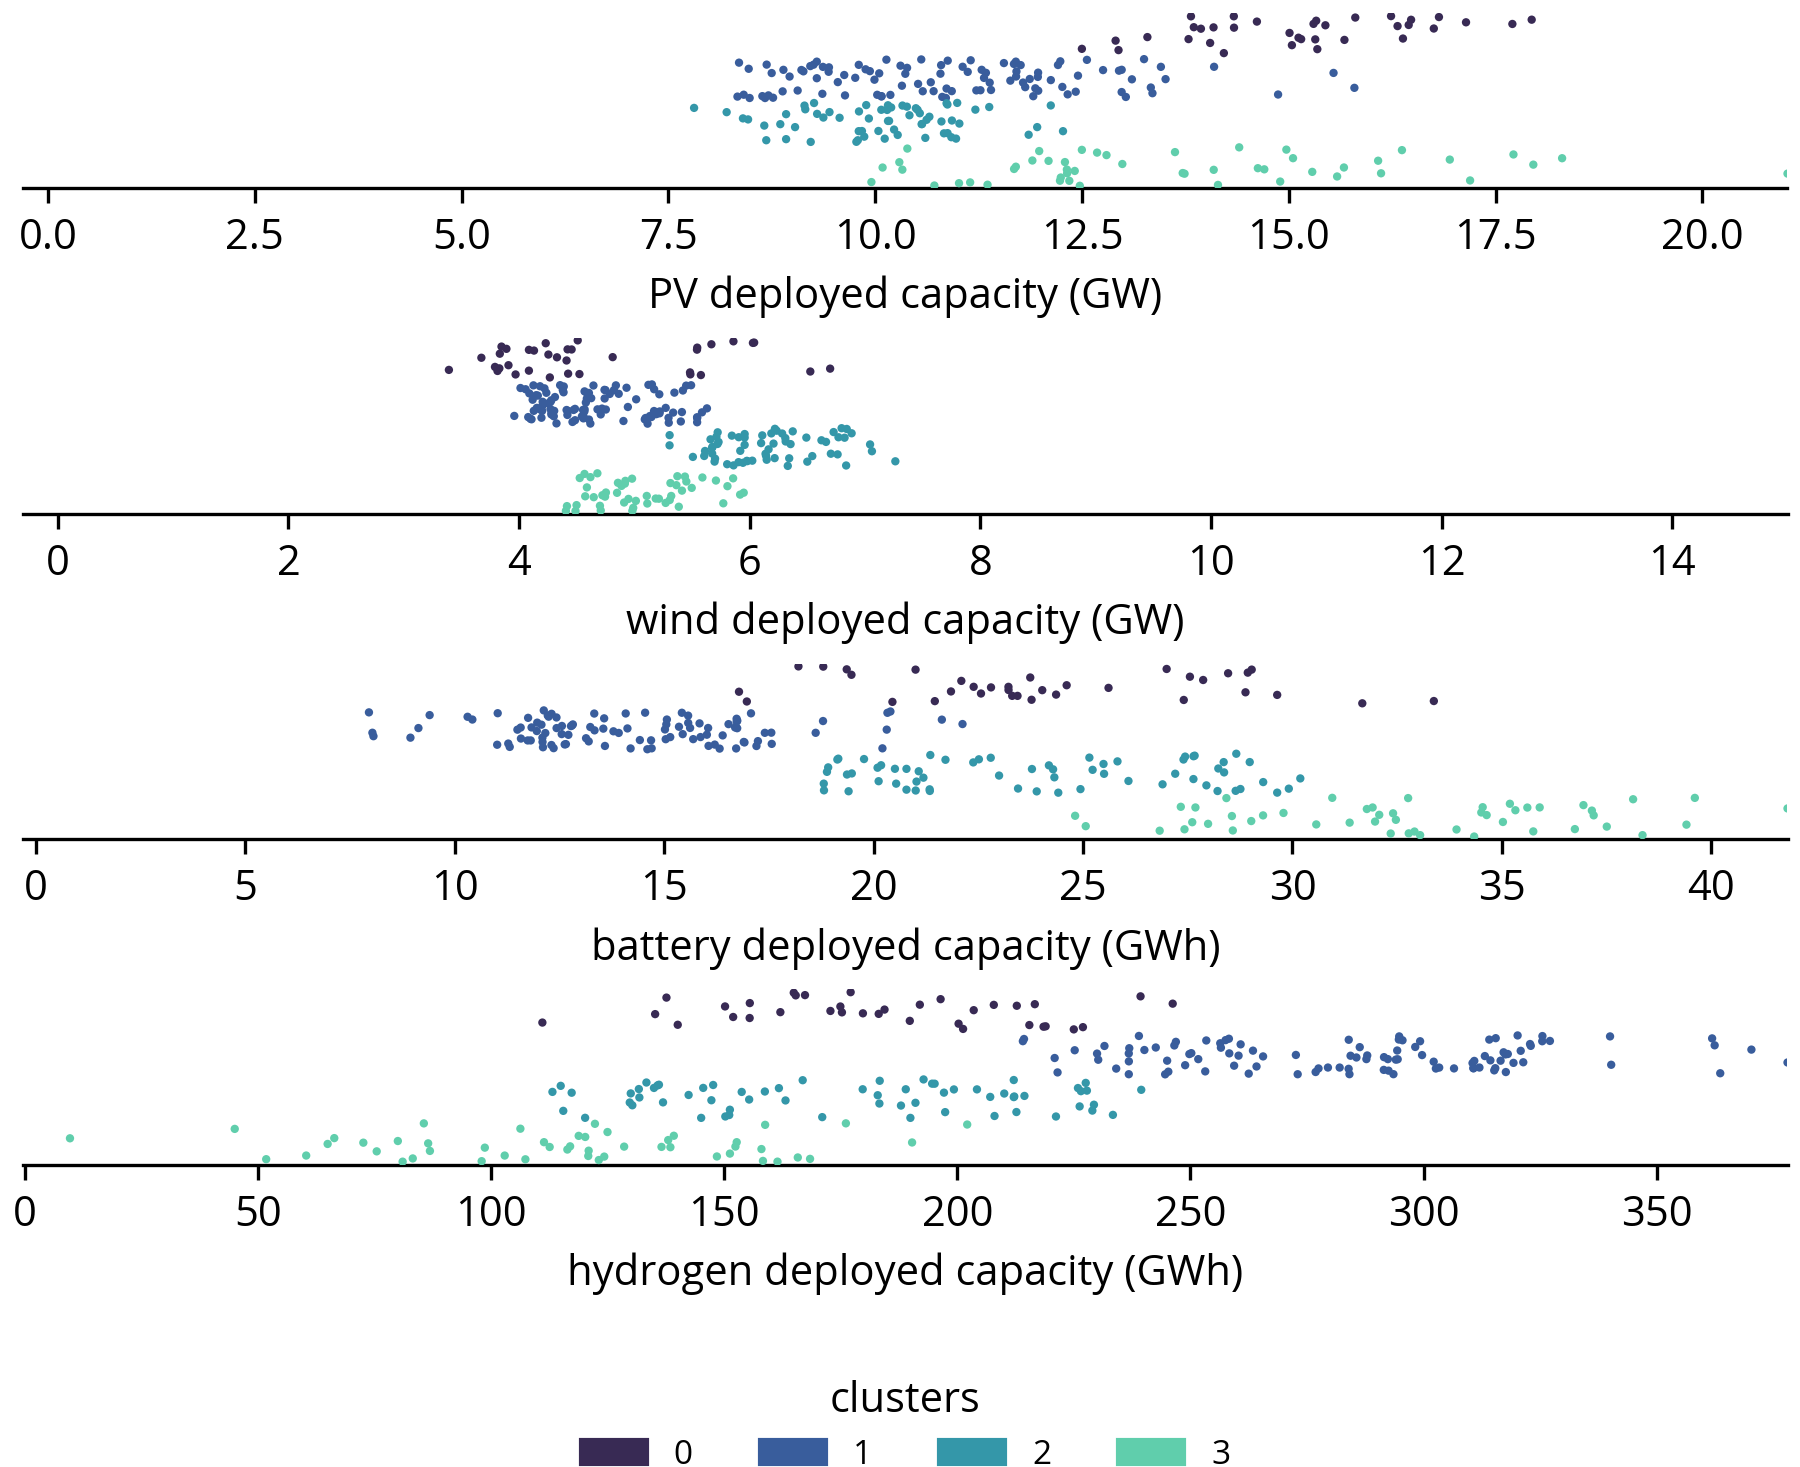 0.0 2.5 5.0 7.5 10.0 12.5 15.0 17.5 20.0
PV deployed capacity (GW)
0 2 4 6 8 10 12 14
wind deployed capacity (GW)
0 5 10 15 20 25 30 35 40
battery deployed capacity (GWh)
0 50 100 150 200 250 300 350
hydrogen deployed capacity (GWh)
clusters
0 1 2 3